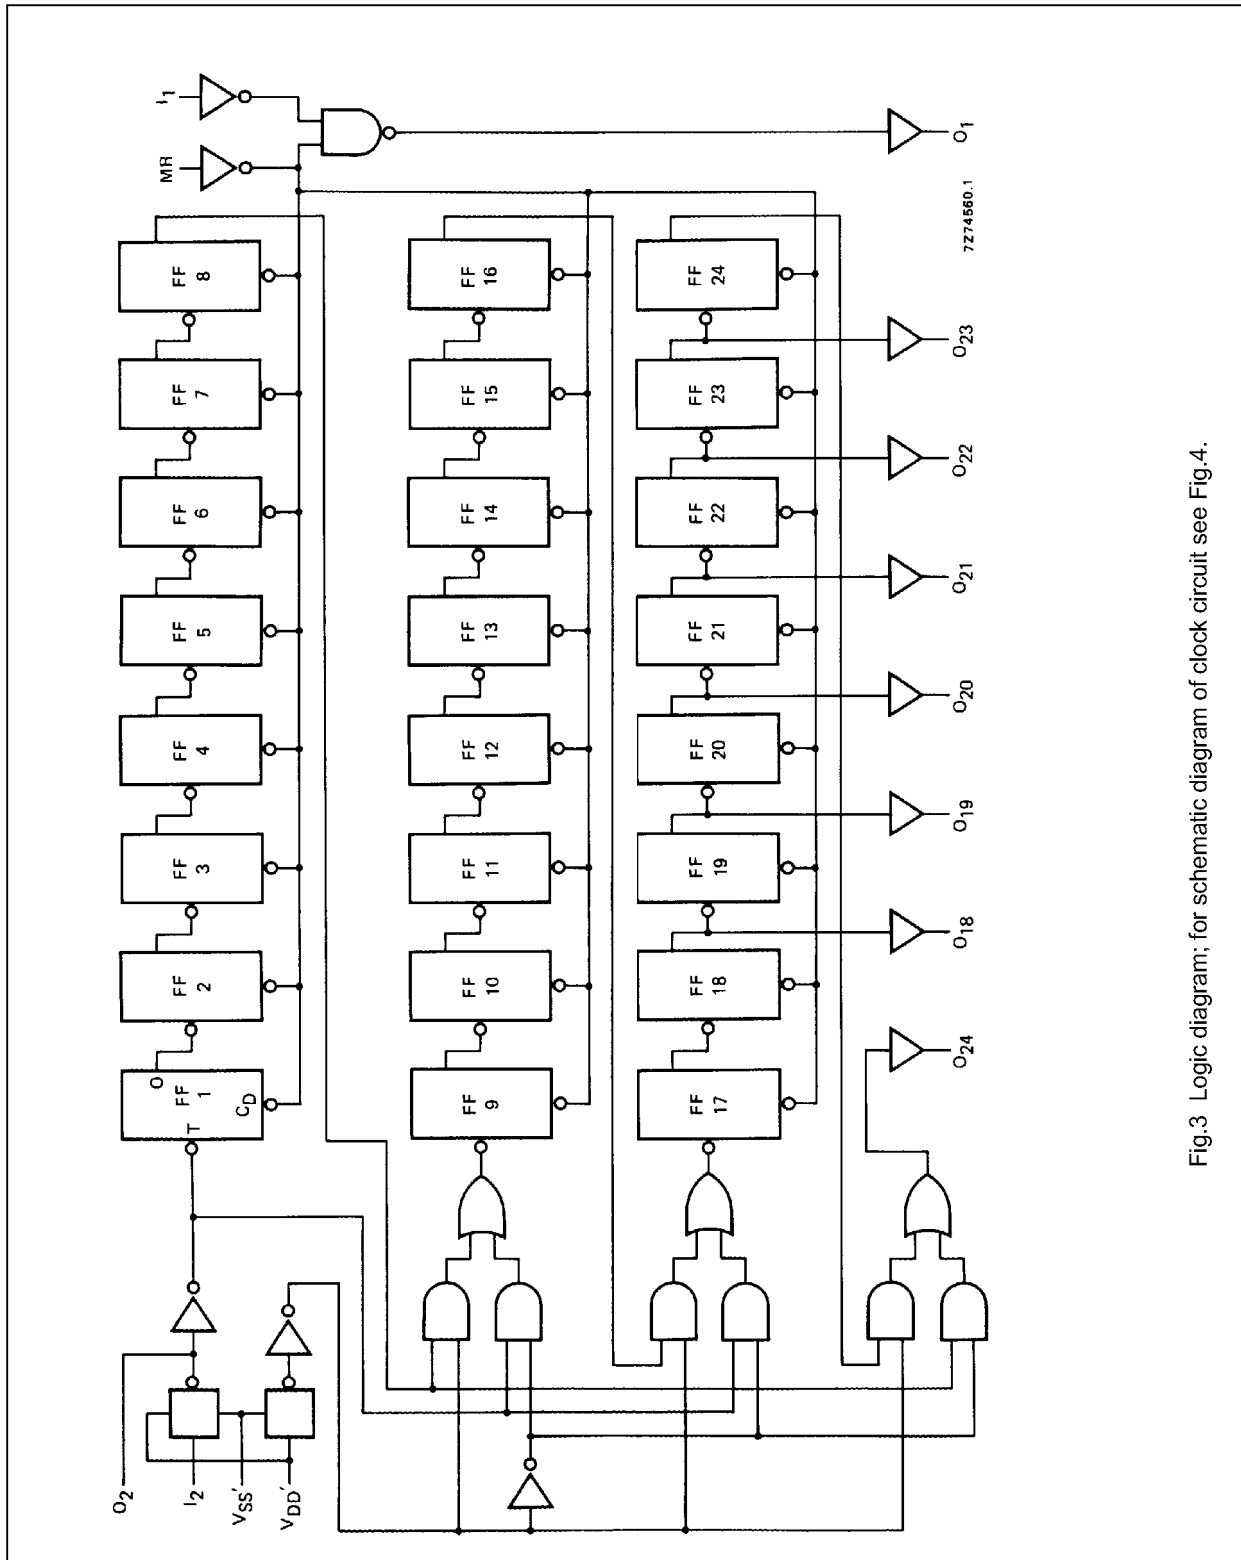 I1
MR
FF 8
FF 7
FF 6
FF 5
FF 4
FF 3
FF 2
O
FF 1
T
CD
FF 16
FF 15
FF 14
FF 13
FF 12
FF 11
FF 10
FF 9
FF 24
FF 23
FF 22
FF 21
FF 20
FF 19
FF 18
FF 17
O2
I2
VSS'
VDD'
O1
7Z74560.1
O23
O22
O21
O20
O19
O18
O24
Fig.3 Logic diagram; for schematic diagram of clock circuit see Fig.4.